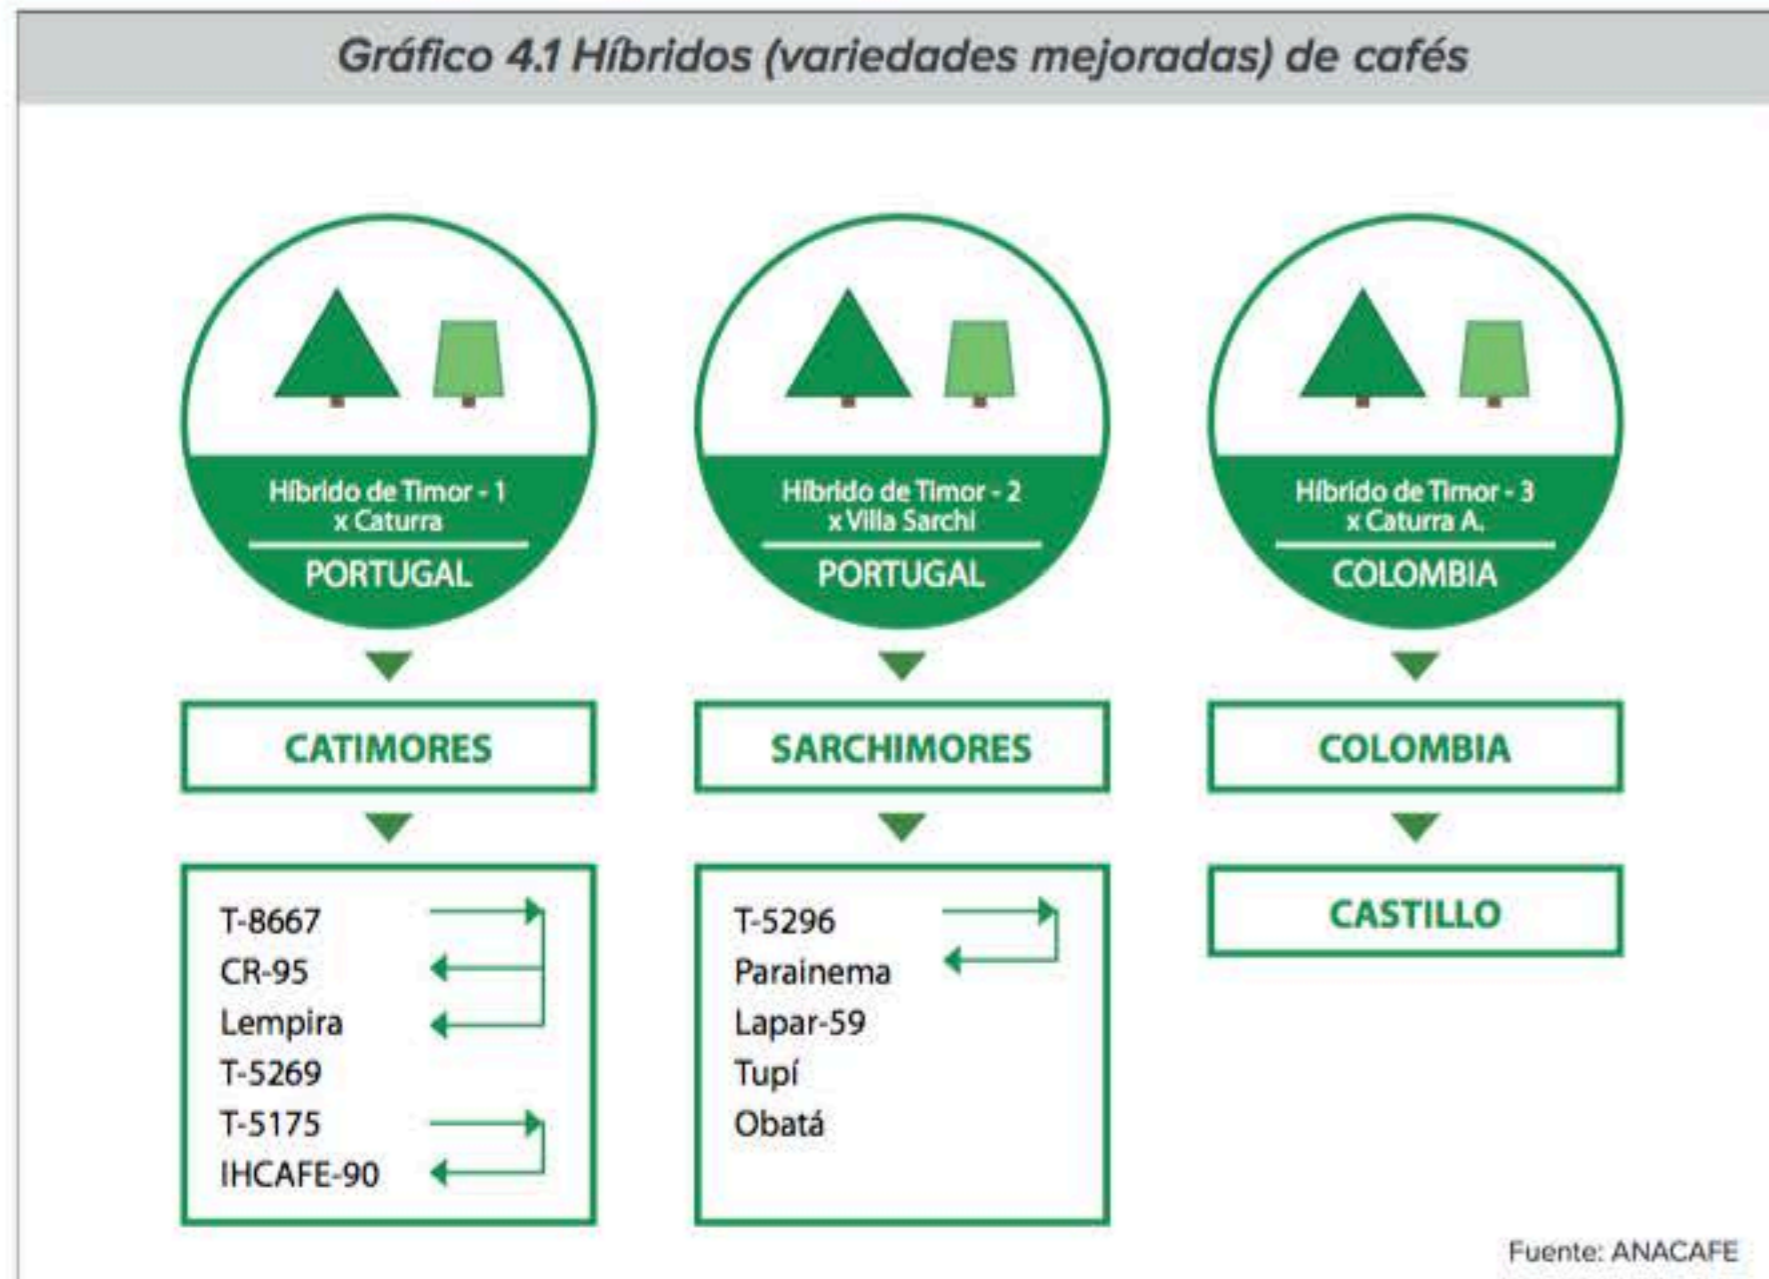 Gráfico 4.1 Híbridos (variedades mejoradas) de cafés
Híbrido de Timor - 1
x Caturra
PORTUGAL
Híbrido de Timor - 2
x Villa Sarchi
PORTUGAL
Híbrido de Timor - 3
x Caturra A.
COLOMBIA
CATIMORES
SARCHIMORES
COLOMBIA
T-8667
CR-95
Lempira
T-5269
T-5175
IHCAFE-90
T-5296
Parainema
Lapar-59
Tupí
Obatá
CASTILLO
Fuente: ANACAFE